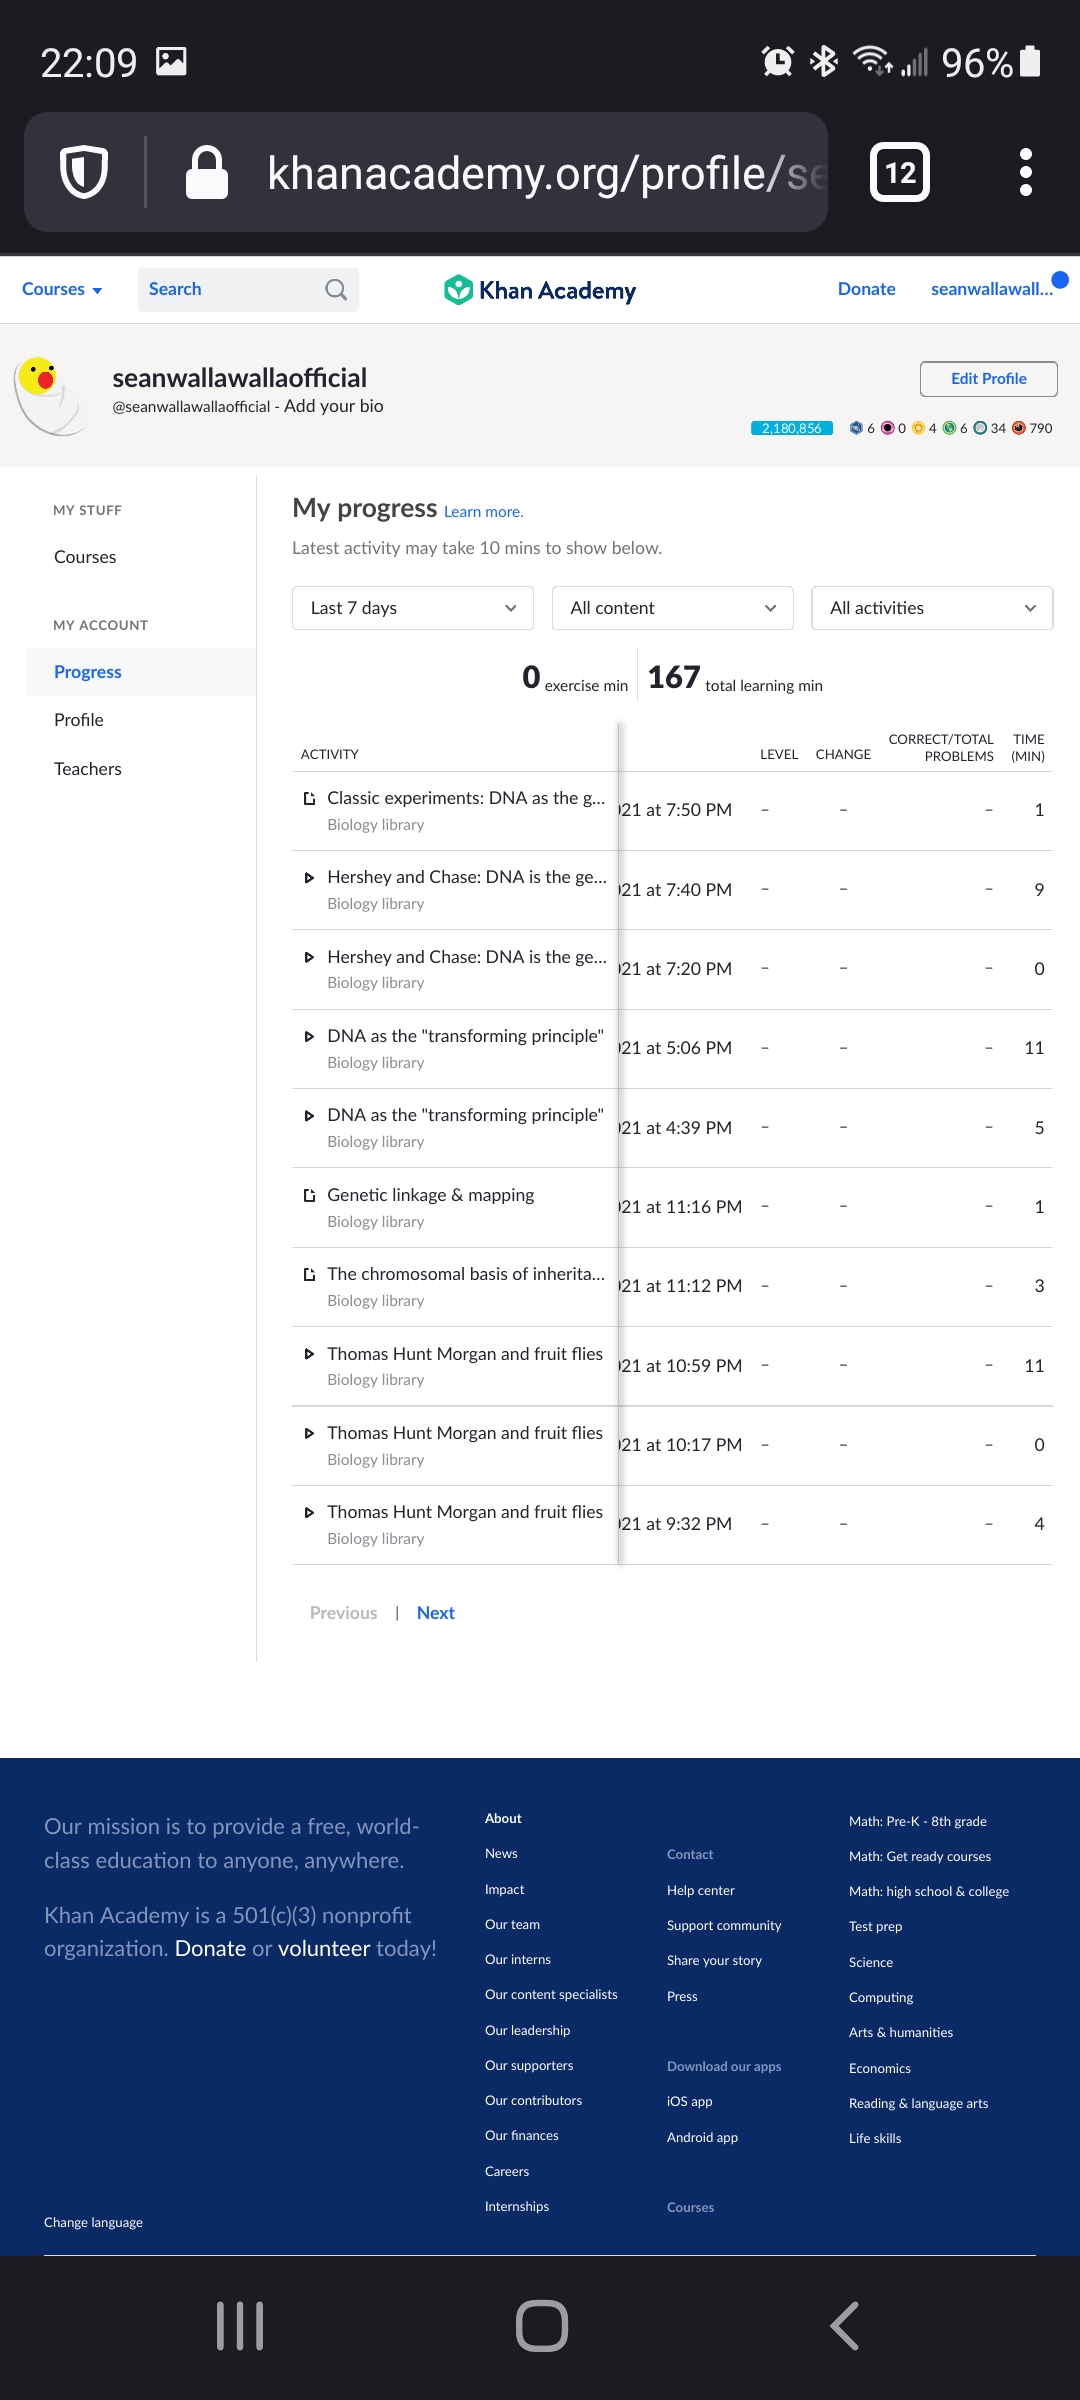 22:09
96%
khanacademy.org/profile/se
12
Courses
Search
Khan Academy
Donate
seanwallawall...
seanwallawallaofficial
@seanwallawallaofficial - Add your bio
Edit Profile
2,180,856 6 0 4 6 34 790
MY STUFF
Courses
MY ACCOUNT
Progress
Profile
Teachers
My progress Learn more.
Latest activity may take 10 mins to show below.
Last 7 days
All content
All activities
0 exercise min
167 total learning min
ACTIVITY LEVEL CHANGE CORRECT/TOTAL PROBLEMS TIME (MIN)
Classic experiments: DNA as the g... 021 at 7:50 PM – – – 1
Biology library
Hershey and Chase: DNA is the ge... 021 at 7:40 PM – – – 9
Biology library
Hershey and Chase: DNA is the ge... 021 at 7:20 PM – – – 0
Biology library
DNA as the "transforming principle" 021 at 5:06 PM – – – 11
Biology library
DNA as the "transforming principle" 021 at 4:39 PM – – – 5
Biology library
Genetic linkage & mapping 021 at 11:16 PM – – – 1
Biology library
The chromosomal basis of inherita... 021 at 11:12 PM – – – 3
Biology library
Thomas Hunt Morgan and fruit flies 021 at 10:59 PM – – – 11
Biology library
Thomas Hunt Morgan and fruit flies 021 at 10:17 PM – – – 0
Biology library
Thomas Hunt Morgan and fruit flies 021 at 9:32 PM – – – 4
Biology library
Previous | Next
Our mission is to provide a free, world-
class education to anyone, anywhere.
Khan Academy is a 501(c)(3) nonprofit
organization. Donate or volunteer today!
Change language
About
News
Impact
Our team
Our interns
Our content specialists
Our leadership
Our supporters
Our contributors
Our finances
Careers
Internships
Contact
Help center
Support community
Share your story
Press
Download our apps
iOS app
Android app
Courses
Math: Pre-K - 8th grade
Math: Get ready courses
Math: high school & college
Test prep
Science
Computing
Arts & humanities
Economics
Reading & language arts
Life skills